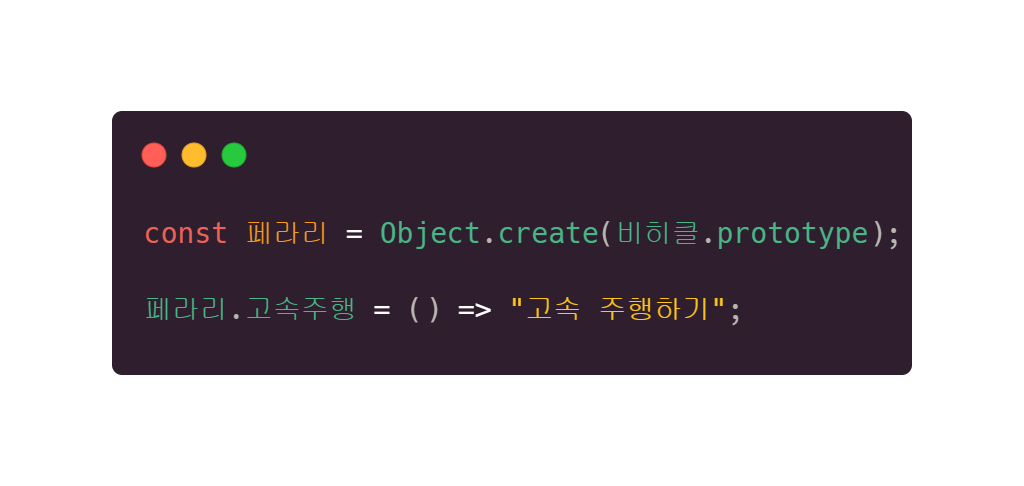 const 페라리 = Object.create(비히클.prototype);
페라리.고속주행 = () => "고속 주행하기";